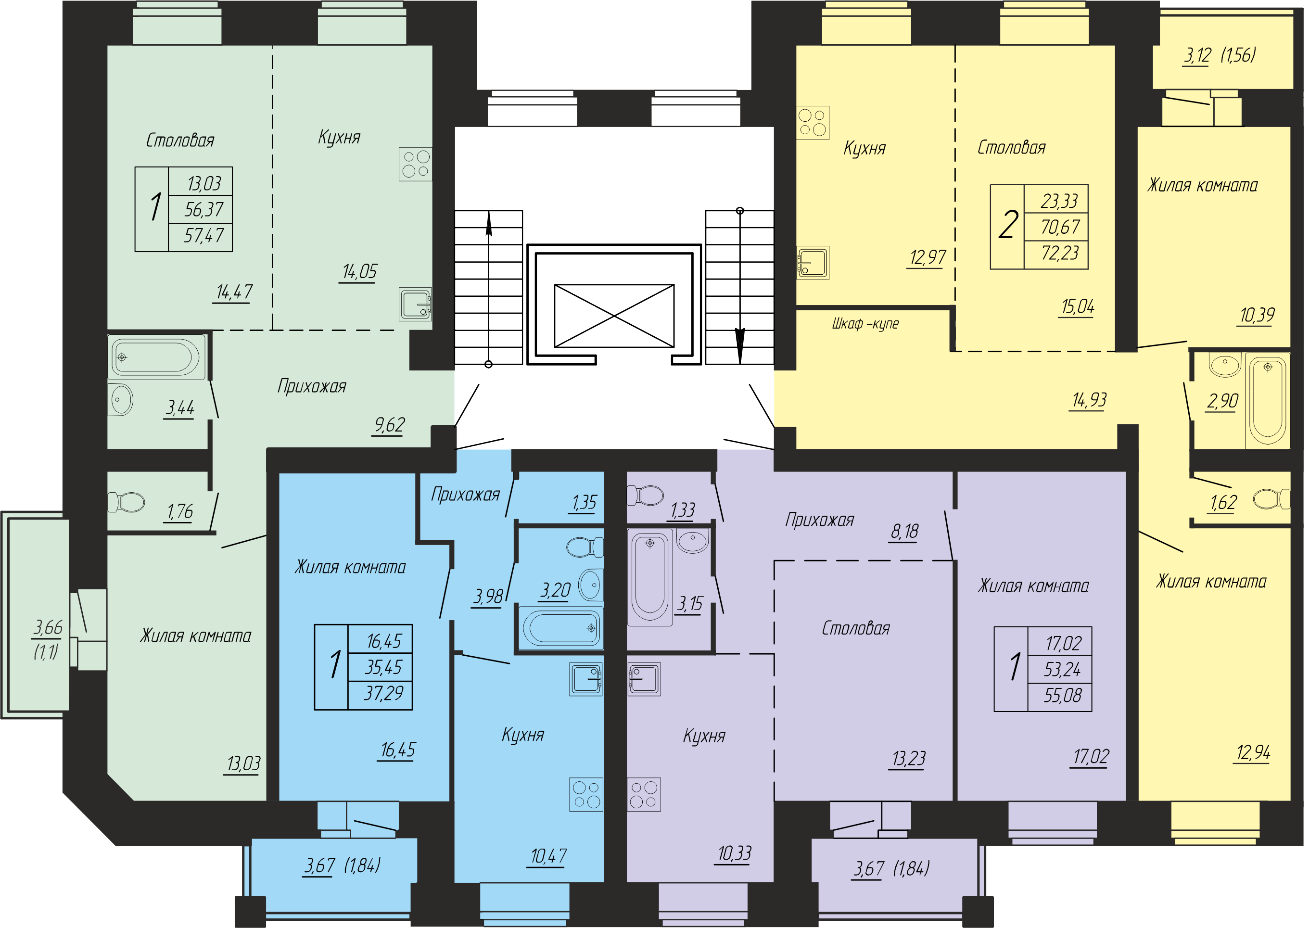 Столовая
Кухня
1
13,03
56,37
57,47
14,47
14,05
3,44
Прихожая
9,62
1,76
3,66
(1,1)
Жилая комната
13,03
Прихожая
1,35
Жилая комната
3,98
3,20
1
16,45
35,45
37,29
16,45
Кухня
10,47
3,67 (1,84)
1,33
Прихожая
8,18
3,15
Столовая
Жилая комната
1
17,02
53,24
55,08
Кухня
13,23
17,02
10,33
3,67 (1,84)
Кухня
Столовая
2
23,33
70,67
72,23
12,97
15,04
Шкаф-купе
14,93
3,12 (1,56)
Жилая комната
10,39
2,90
1,62
Жилая комната
12,94